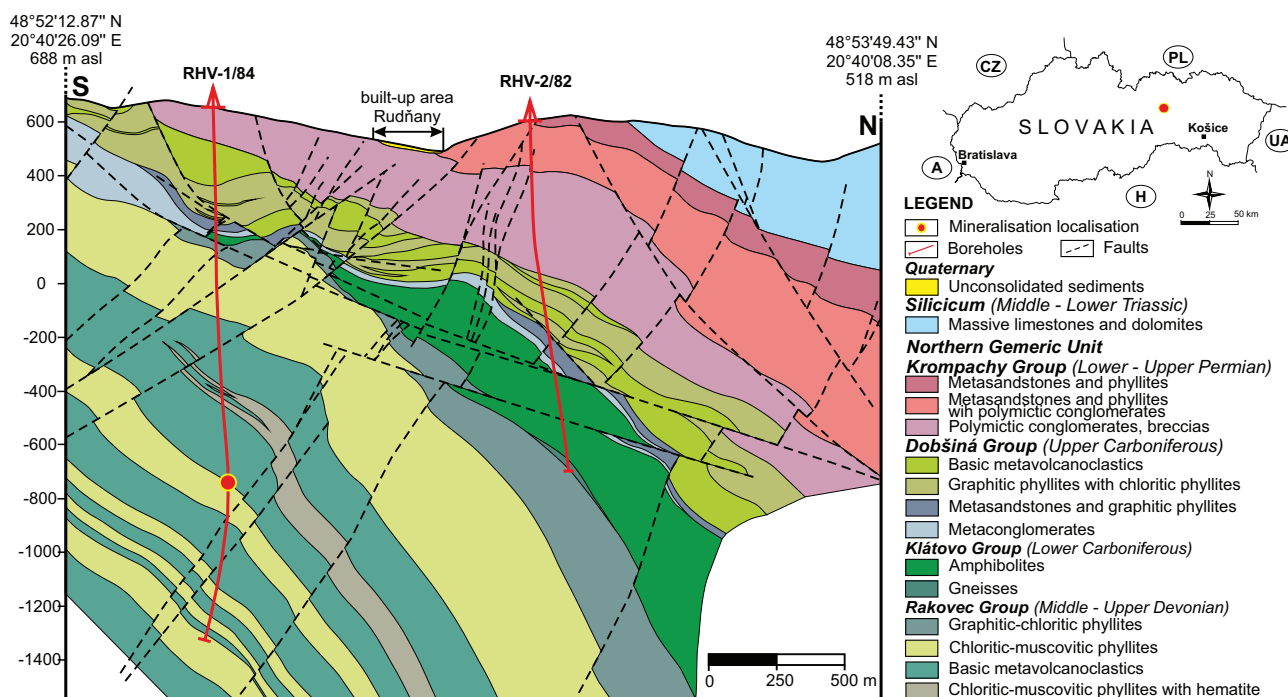 48°52'12.87" N
20°40'26.09" E
688 m asl
S
RHV-1/84
built-up area
Rudňany
RHV-2/82
48°53'49.43" N
20°40'08.35" E
518 m asl
N
600
400
200
0
-200
-400
-600
-800
-1000
-1200
-1400
0 250 500 m
CZ
PL
SLOVAKIA
Košice
UA
Bratislava
A
H
N
0 25 50 km
LEGEND
Mineralisation localisation
Boreholes
Faults
Quaternary
Unconsolidated sediments
Silicicum (Middle - Lower Triassic)
Massive limestones and dolomites
Northern Gemeric Unit
Krompachy Group (Lower - Upper Permian)
Metasandstones and phyllites
Metasandstones and phyllites
wih polymictic conglomerates
Polymictic conglomerates, breccias
Dobšiná Group (Upper Carboniferous)
Basic metavolcanoclastics
Graphitic phyllites with chloritic phyllites
Metasandstones and graphitic phyllites
Metaconglomerates
Klátovo Group (Lower Carboniferous)
Amphibolites
Gneisses
Rakovec Group (Middle - Upper Devonian)
Graphitic-chloritic phyllites
Chloritic-muscovitic phyllites
Basic metavolcanoclastics
Chloritic-muscovitic phyllites with hematite